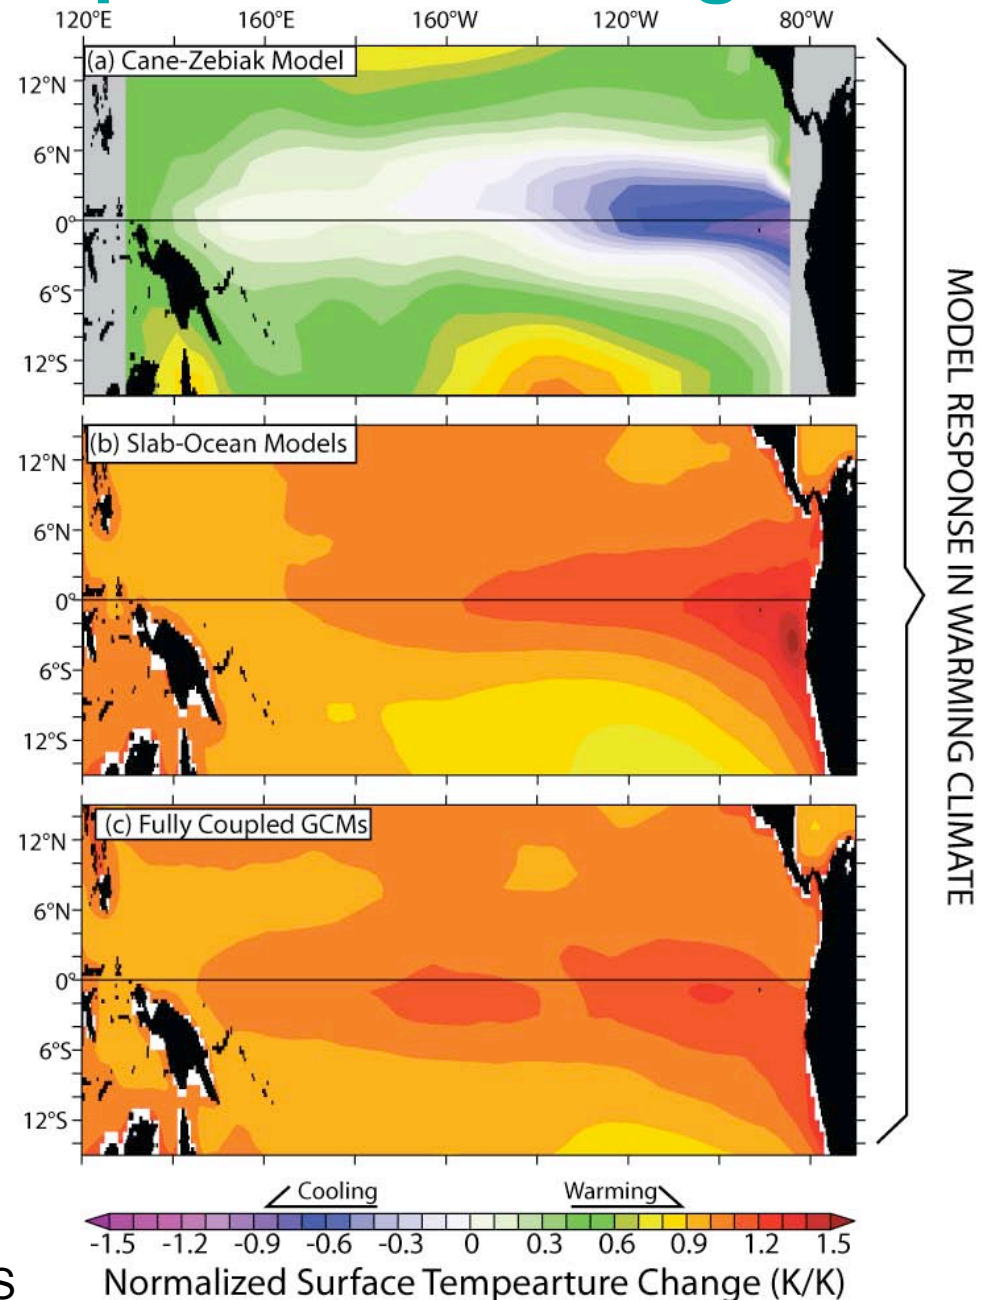 120°E 160°E 160°W 120°W 80°W
(a) Cane-Zebiak Model
12°N
6°N
0°
6°S
12°S
(b) Slab-Ocean Models
12°N
6°N
0°
6°S
12°S
(c) Fully Coupled GCMs
12°N
6°N
0°
6°S
12°S
MODEL RESPONSE IN WARMING CLIMATE
Cooling Warming
-1.5 -1.2 -0.9 -0.6 -0.3 0 0.3 0.6 0.9 1.2 1.5
Normalized Surface Tempearture Change (K/K)